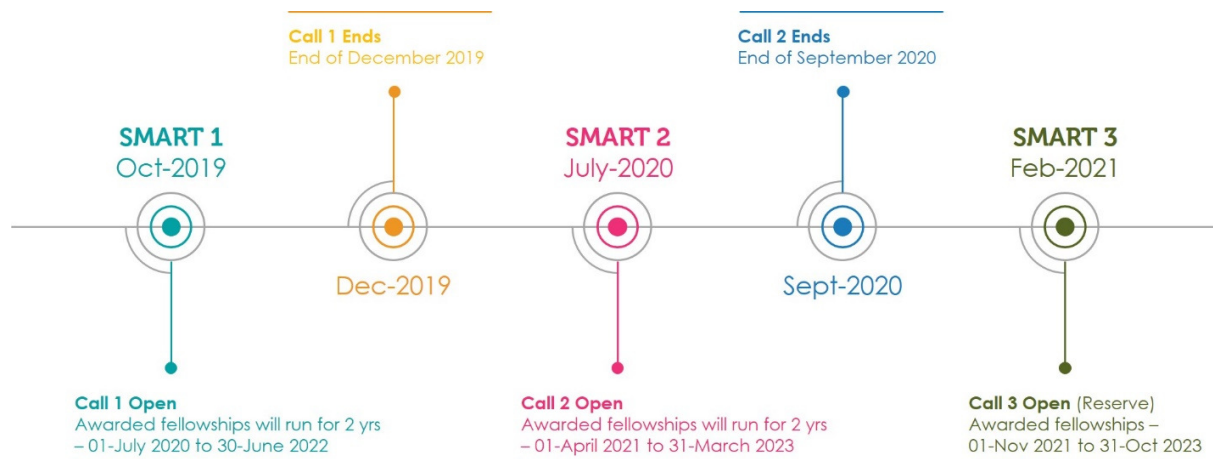 Call 1 Ends
End of December 2019
Call 2 Ends
End of September 2020
SMART 1
Oct-2019
SMART 2
July-2020
SMART 3
Feb-2021
Dec-2019
Sept-2020
Call 1 Open
Awarded fellowships will run for 2 yrs
– 01-July 2020 to 30-June 2022
Call 2 Open
Awarded fellowships will run for 2 yrs
– 01-April 2021 to 31-March 2023
Call 3 Open (Reserve)
Awarded fellowships –
01-Nov 2021 to 31-Oct 2023